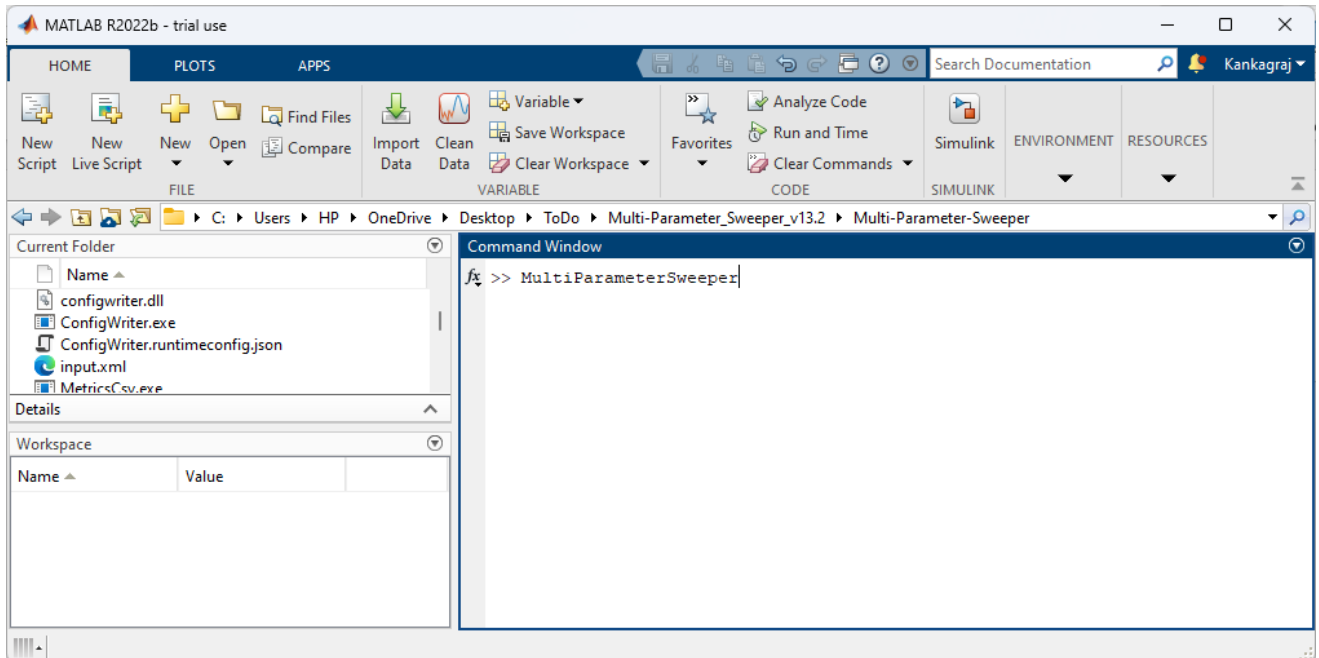 MATLAB R2022b - trial use
HOME PLOTS APPS Search Documentation Kankagraj
New Script New Live Script New Open Find Files Compare Import Data Clean Data Variable Save Workspace Clear Workspace Favorites Analyze Code Run and Time Clear Commands Simulink ENVIRONMENT RESOURCES
FILE VARIABLE CODE SIMULINK
C: Users HP OneDrive Desktop ToDo Multi-Parameter_Sweeper_v13.2 Multi-Parameter-Sweeper
Current Folder
Name
configwriter.dll
ConfigWriter.exe
ConfigWriter.runtimeconfig.json
input.xml
MetricsCsv.exe
Details
Workspace
Name Value
Command Window
fx >> MultiParameterSweeper